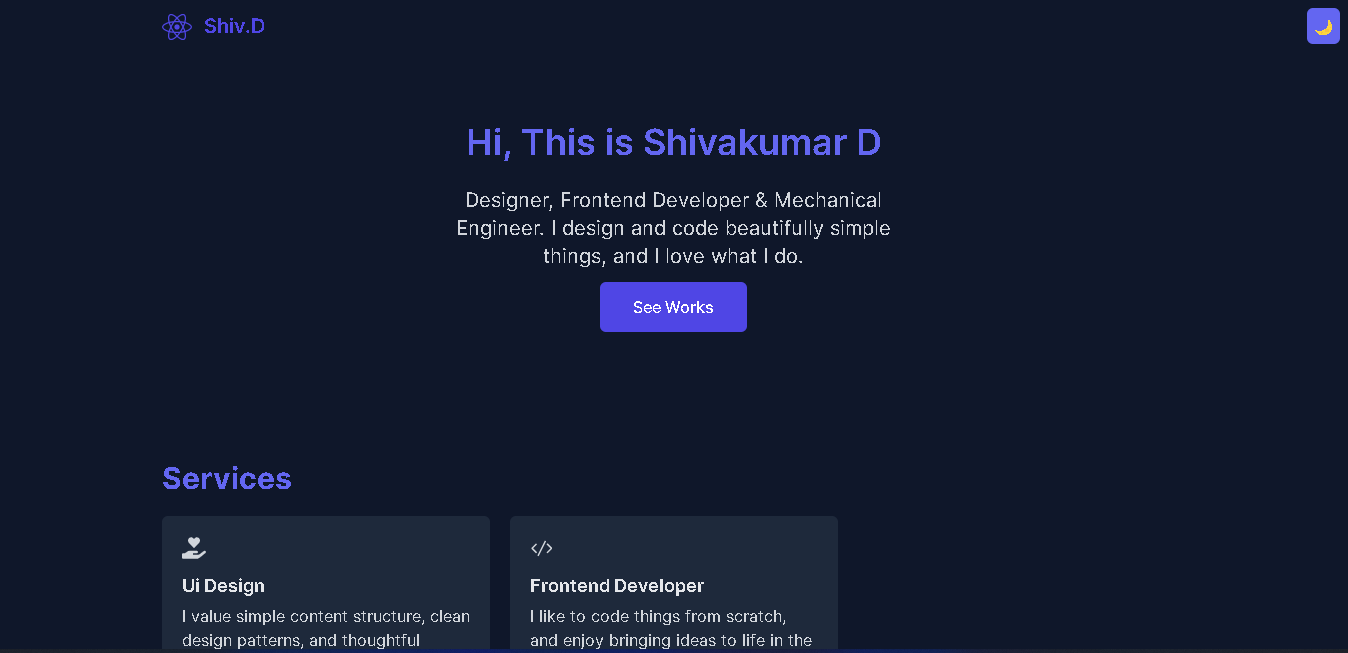 Shiv.D
Hi, This is Shivakumar D
Designer, Frontend Developer & Mechanical
Engineer. I design and code beautifully simple
things, and I love what I do.
See Works
Services
Ui Design
I value simple content structure, clean
design patterns, and thoughtful
Frontend Developer
I like to code things from scratch,
and enjoy bringing ideas to life in the